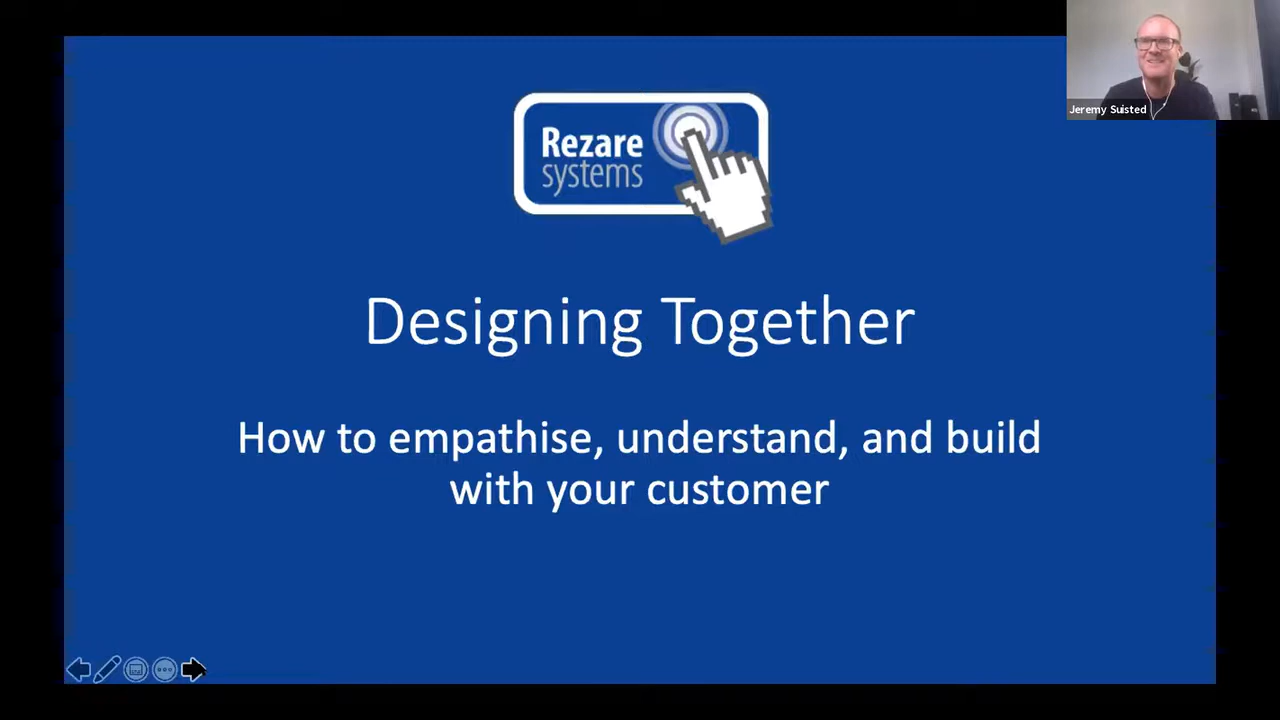 Rezare
systems
Jeremy Suisted
Designing Together
How to empathise, understand, and build
with your customer